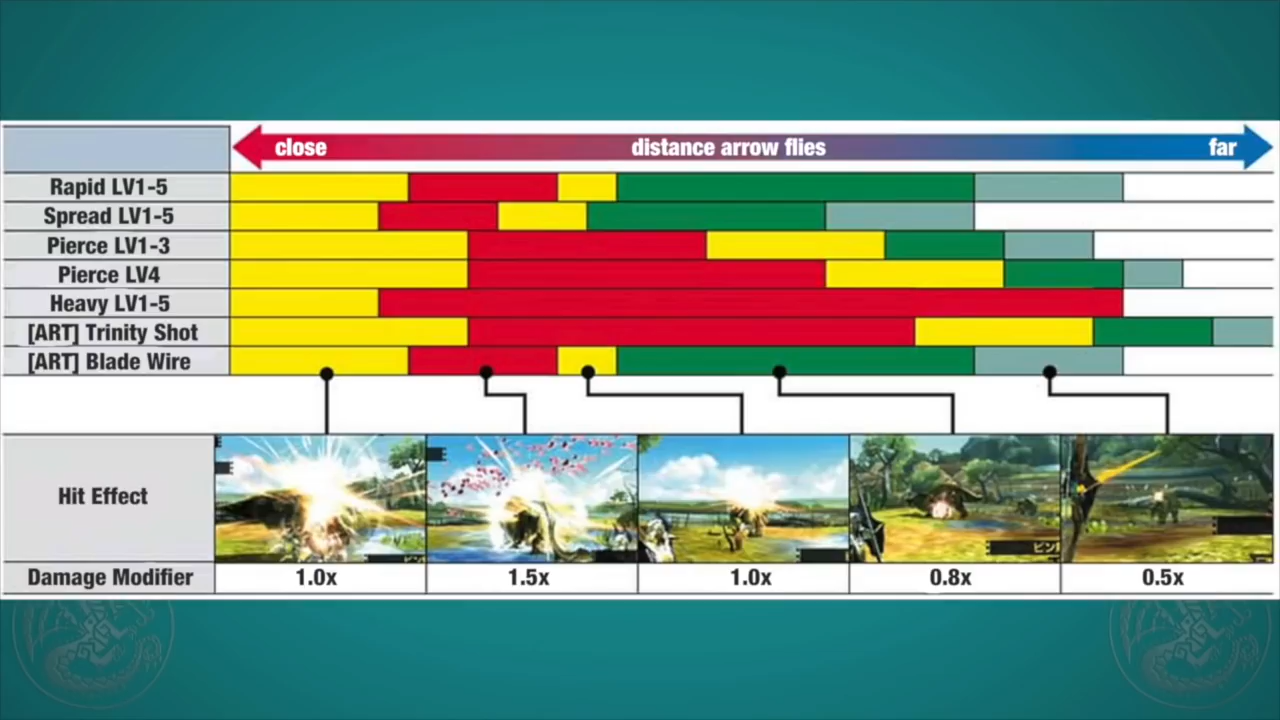 close distance arrow flies far
Rapid LV1-5
Spread LV1-5
Pierce LV1-3
Pierce LV4
Heavy LV1-5
[ART] Trinity Shot
[ART] Blade Wire
Hit Effect
Damage Modifier 1.0x 1.5x 1.0x 0.8x 0.5x